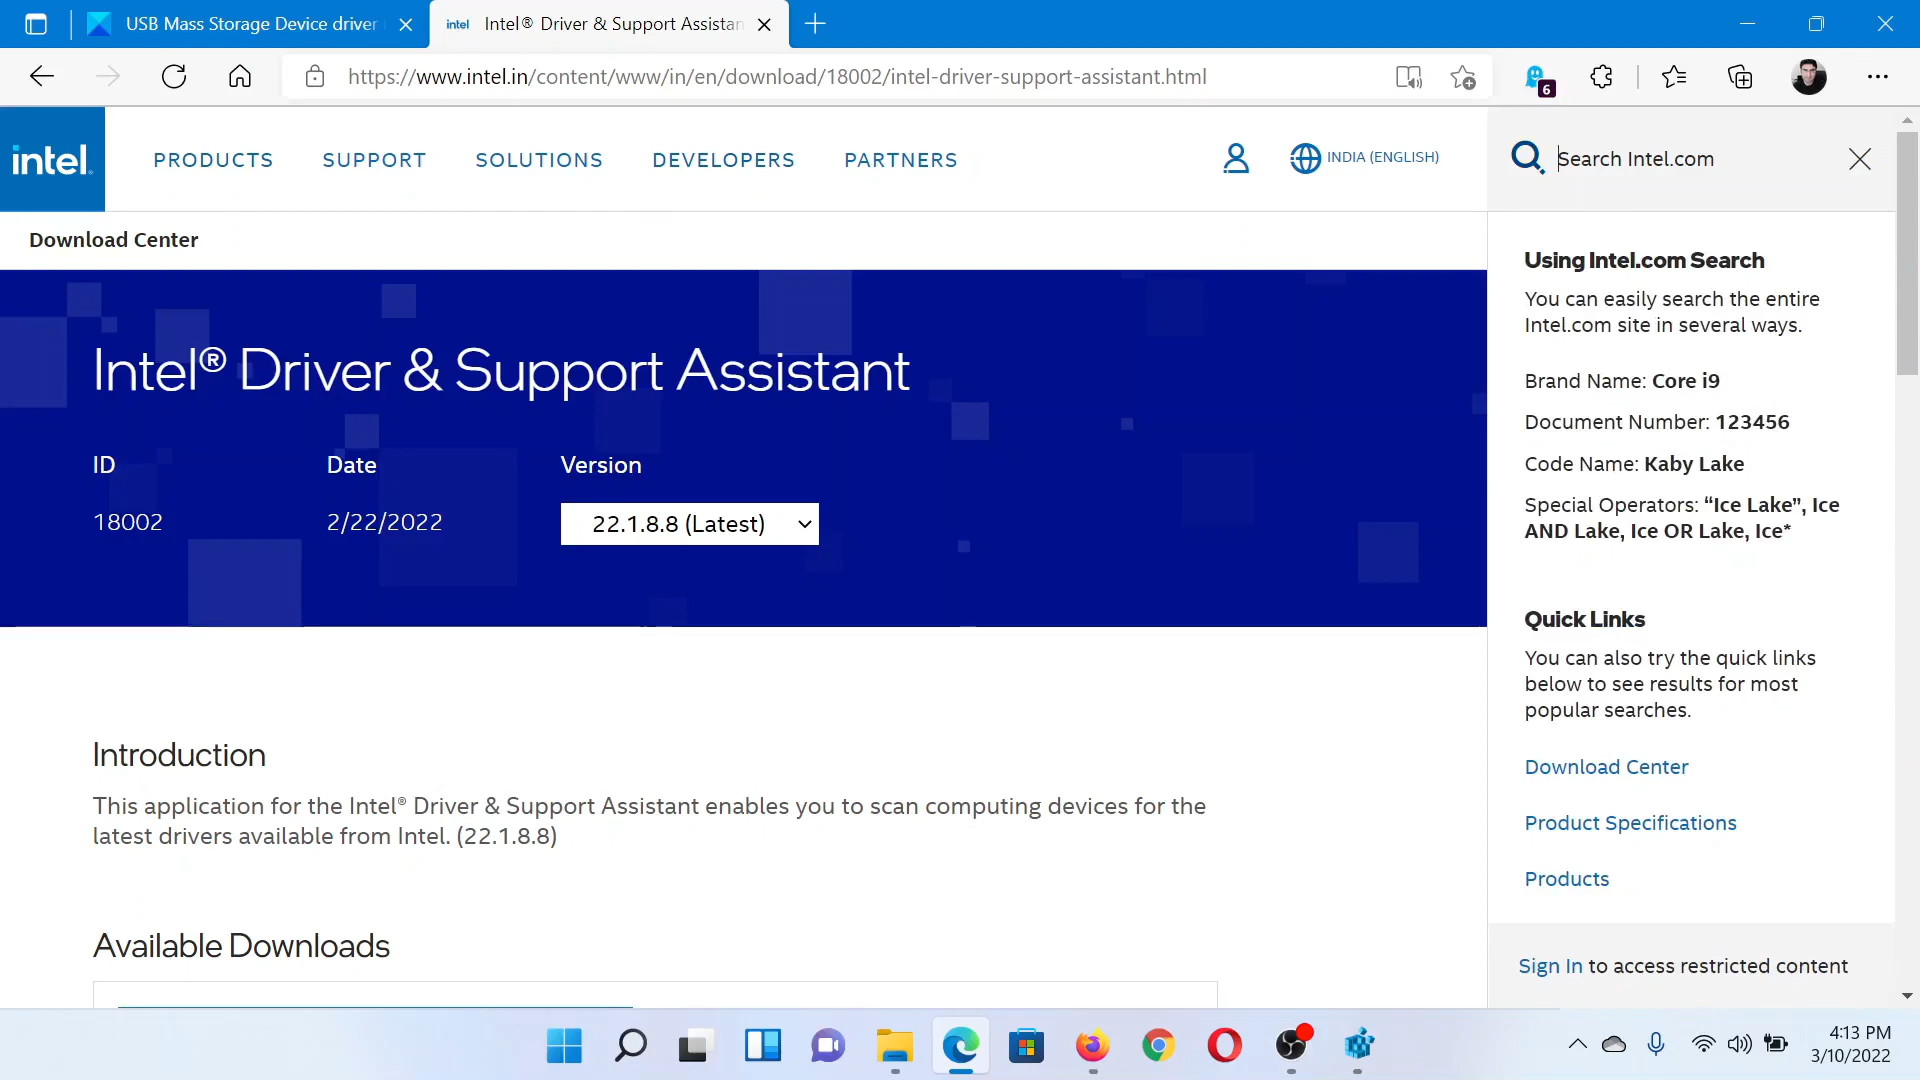 USB Mass Storage Device driver
intel Intel® Driver & Support Assistan
https://www.intel.in/content/www/in/en/download/18002/intel-driver-support-assistant.html
6
intel.
PRODUCTS SUPPORT SOLUTIONS DEVELOPERS PARTNERS
INDIA (ENGLISH)
Search Intel.com
Download Center
Intel® Driver & Support Assistant
ID Date Version
18002 2/22/2022 22.1.8.8 (Latest)
Introduction
This application for the Intel® Driver & Support Assistant enables you to scan computing devices for the
latest drivers available from Intel. (22.1.8.8)
Available Downloads
Using Intel.com Search
You can easily search the entire
Intel.com site in several ways.
Brand Name: Core i9
Document Number: 123456
Code Name: Kaby Lake
Special Operators: “Ice Lake”, Ice
AND Lake, Ice OR Lake, Ice*
Quick Links
You can also try the quick links
below to see results for most
popular searches.
Download Center
Product Specifications
Products
Sign In to access restricted content
4:13 PM
3/10/2022